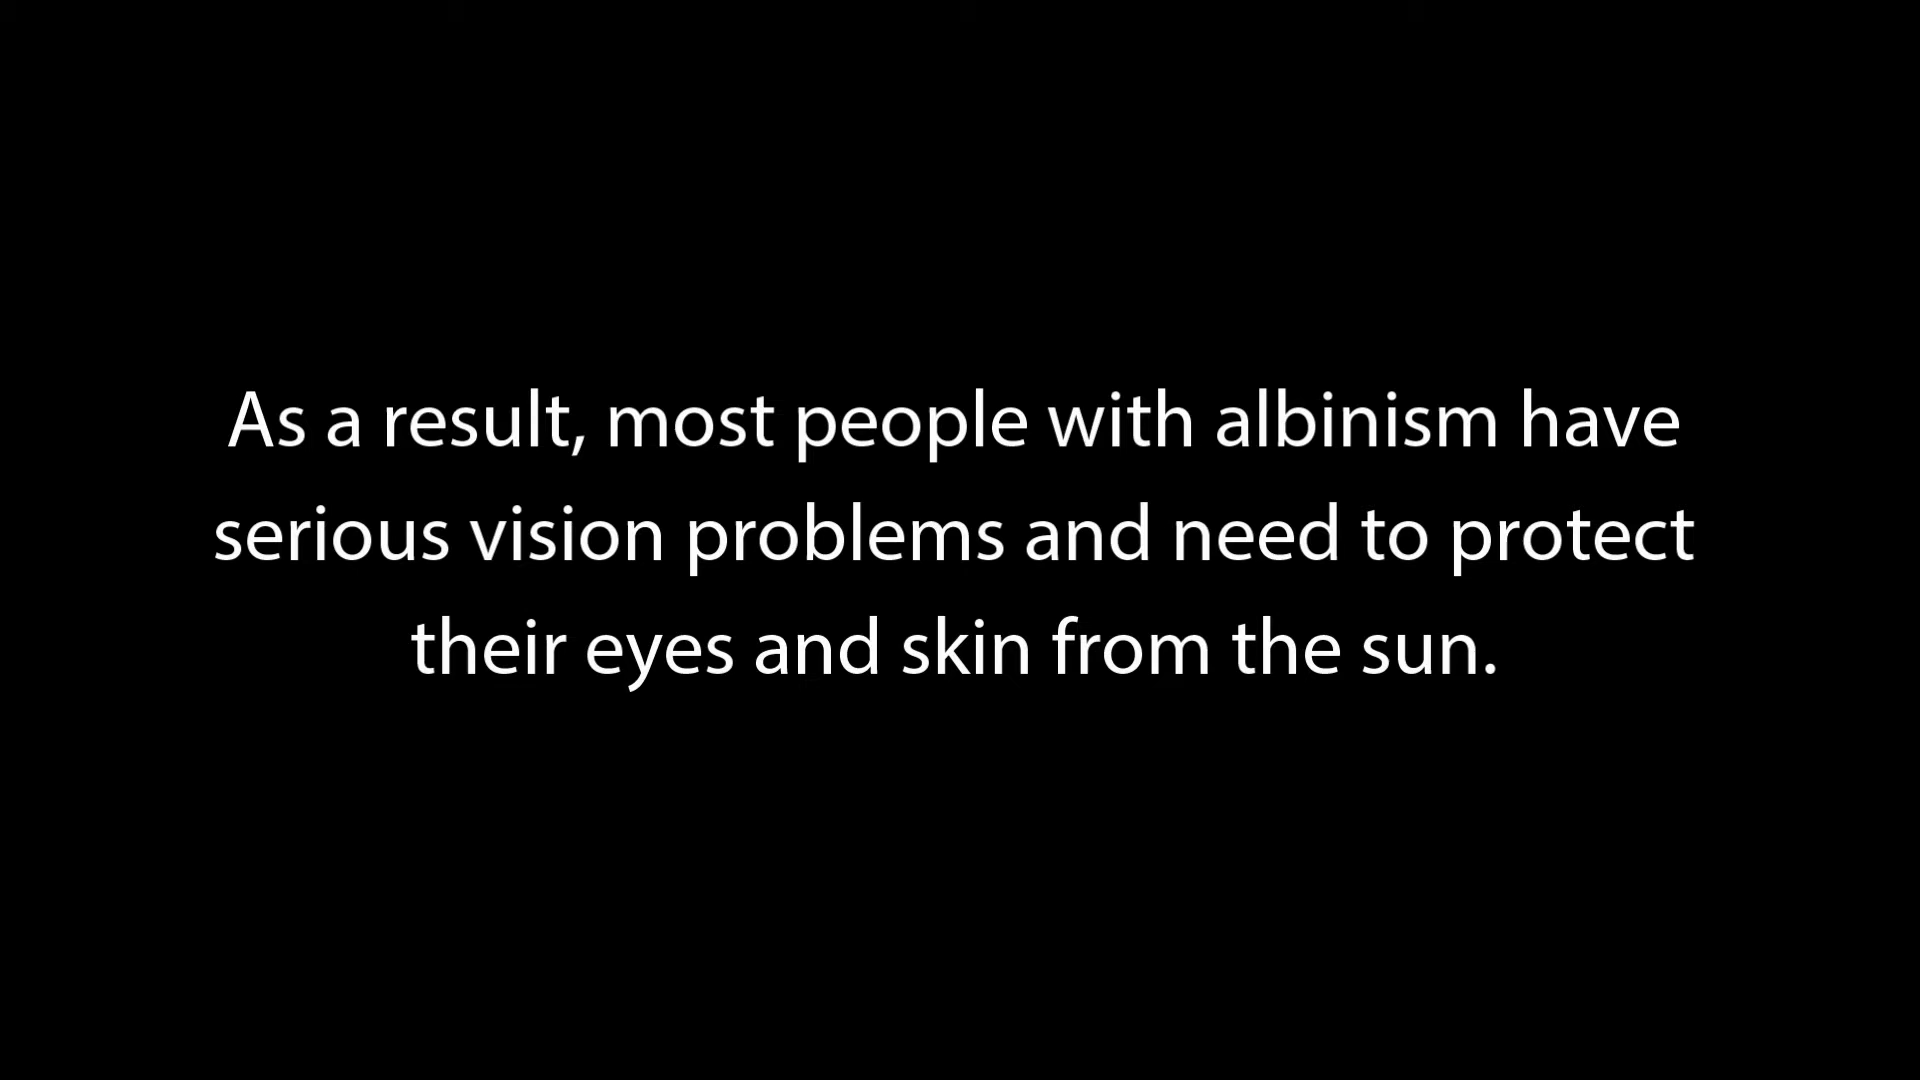 As a result, most people with albinism have
serious vision problems and need to protect
their eyes and skin from the sun.